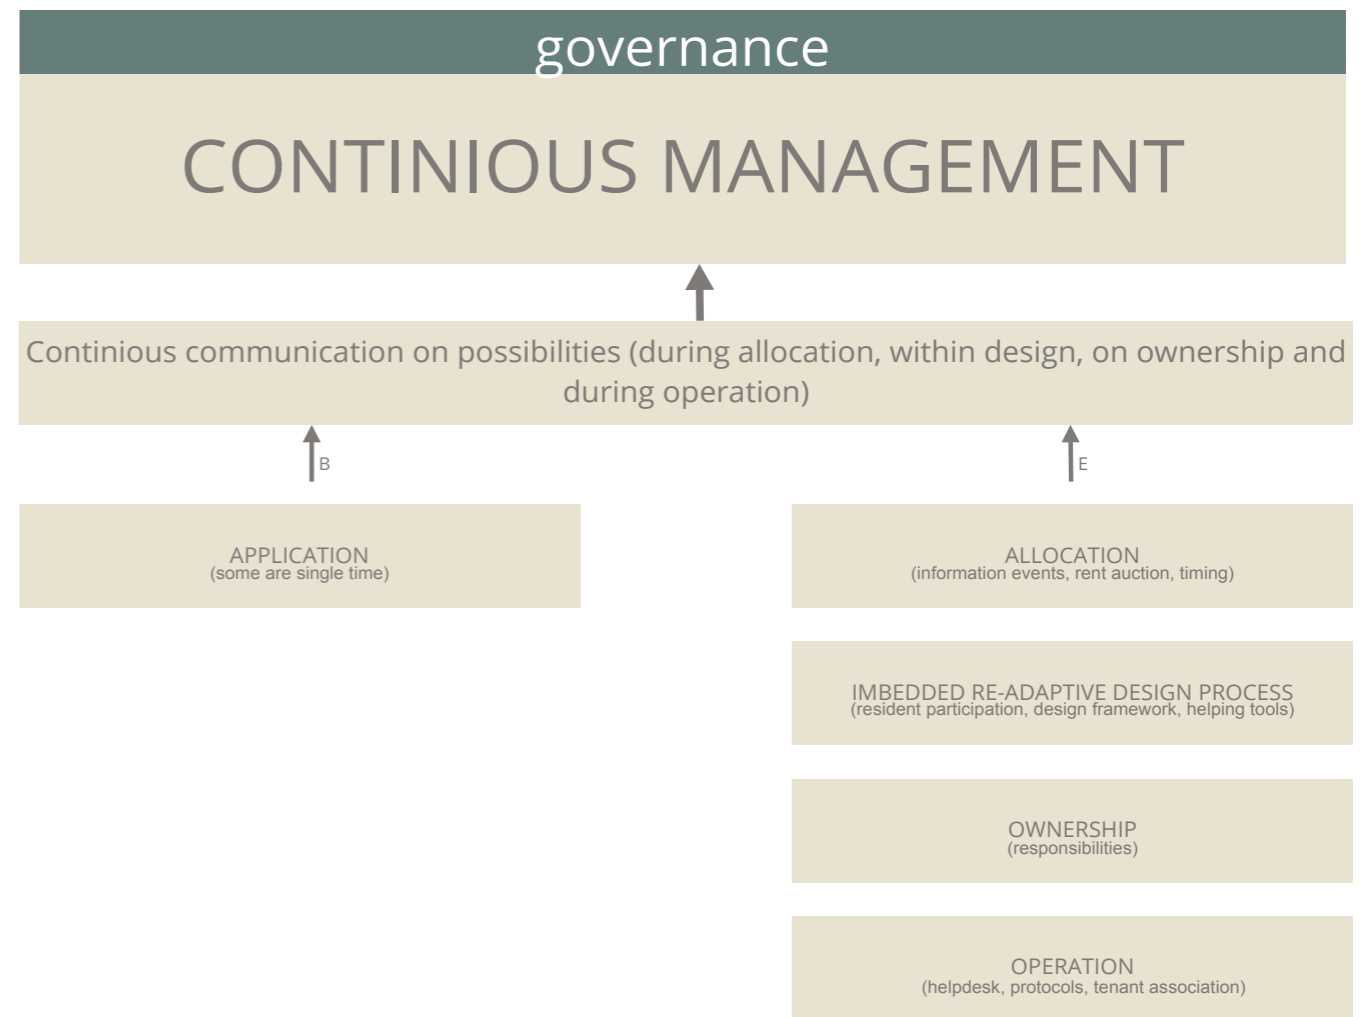 governance
CONTINIOUS MANAGEMENT
Continious communication on possibilities (during allocation, within design, on ownership and
during operation)
B
E
APPLICATION
(some are single time)
ALLOCATION
(information events, rent auction, timing)
IMBEDDED RE-ADAPTIVE DESIGN PROCESS
(resident participation, design framework, helping tools)
OWNERSHIP
(responsibilities)
OPERATION
(helpdesk, protocols, tenant association)